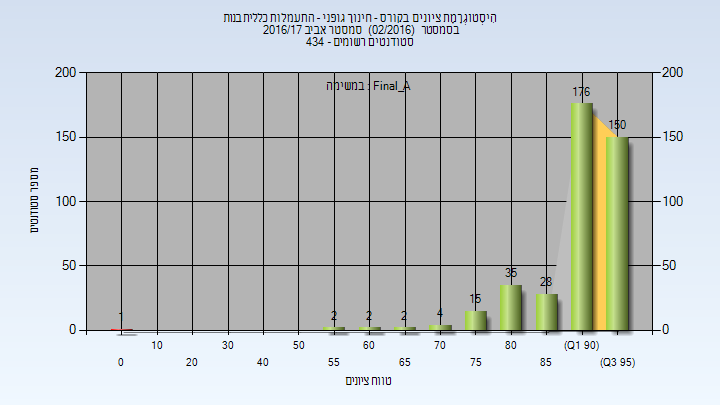 הִיסְטוֹגְרָמַת ציונים בקורס - חינוך גופני - התעמלות כללית בנות
בסמסטר (02/2016) סמסטר אביב 2016/17
סטודנטים רשומים - 434
במשימה : Final_A
200 200
150 150
100 100
50 50
0 0
מספר סטודנטים
1 2 2 2 4 15 35 28 176 150
10 30 50 60 70 80 (Q1 90)
0 20 40 55 65 75 85 (Q3 95)
טווח ציונים